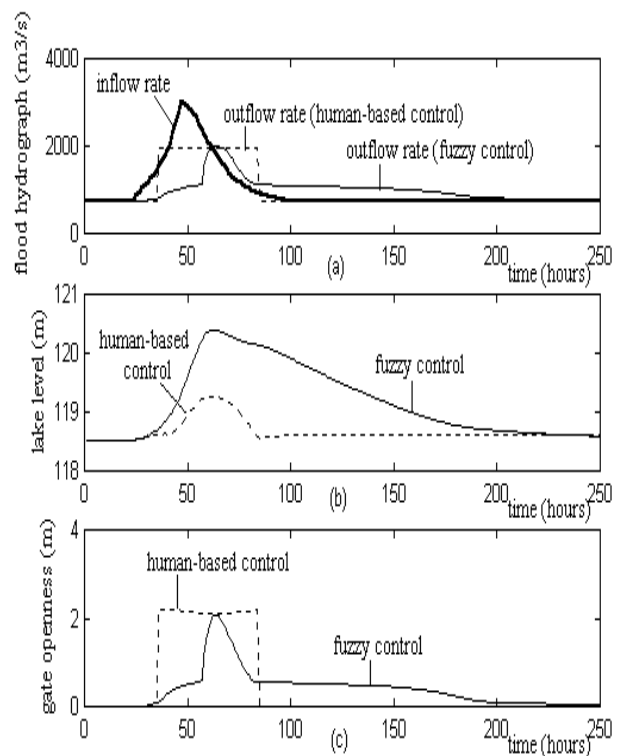 flood hydrograph (m3/s)
4000
2000
0
inflow rate
outflow rate (human-based control)
outflow rate (fuzzy control)
0
50
100
150
200
250
(a)
time (hours)
lake level (m)
121
120
119
118
human-based
control
fuzzy control
0
50
100
150
200
250
(b)
time (hours)
gate openness (m)
4
2
0
human-based control
fuzzy control
0
50
100
150
200
250
(c)
time (hours)